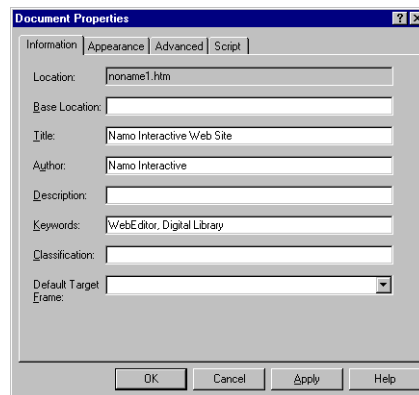 Document Properties
Information Appearance Advanced Script
Location: noname1.htm
Base Location:
Title: Namo Interactive Web Site
Author: Namo Interactive
Description:
Keywords: WebEditor, Digital Library
Classification:
Default Target
Frame:
OK Cancel Apply Help